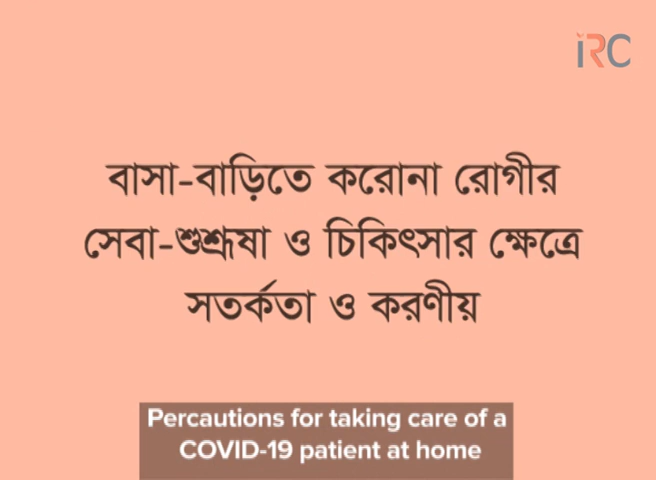 iRC
বাসা-বাড়িতে করোনা রোগীর
সেবা-শুশ্রূষা ও চিকিৎসার ক্ষেত্রে
সতর্কতা ও করণীয়
Percautions for taking care of a
COVID-19 patient at home